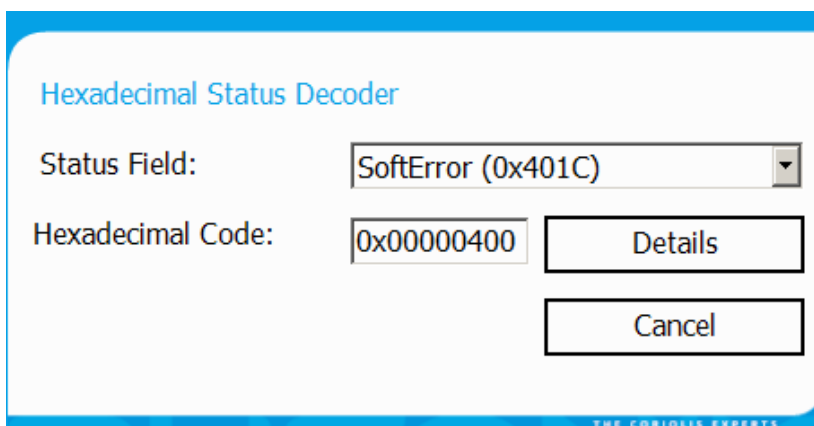 Hexadecimal Status Decoder
Status Field: SoftError (0x401C)
Hexadecimal Code: 0x00000400 Details
Cancel
THE CORIOLIS EXPERTS